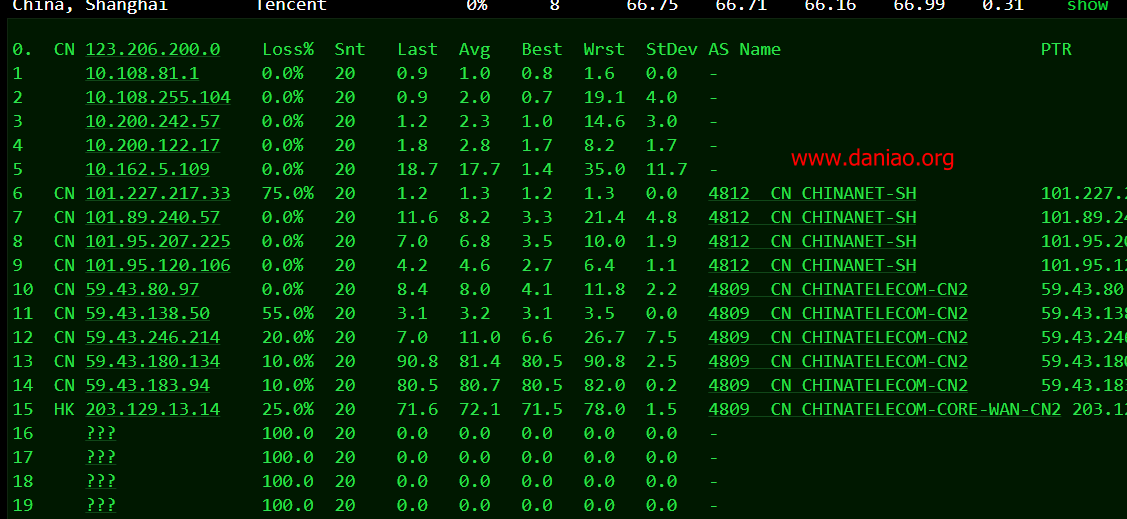 China, Shanghai Tencent 0% 8 66.75 66.71 66.16 66.99 0.31 show
0. CN 123.206.200.0 Loss% Snt Last Avg Best Wrst StDev AS Name PTR
1 10.108.81.1 0.0% 20 0.9 1.0 0.8 1.6 0.0 -
2 10.108.255.104 0.0% 20 0.9 2.0 0.7 19.1 4.0 -
3 10.200.242.57 0.0% 20 1.2 2.3 1.0 14.6 3.0 -
4 10.200.122.17 0.0% 20 1.8 2.8 1.7 8.2 1.7 -
www.daniao.org
5 10.162.5.109 0.0% 20 18.7 17.7 1.4 35.0 11.7 -
6 CN 101.227.217.33 75.0% 20 1.2 1.3 1.2 1.3 0.0 4812 CN CHINANET-SH 101.227.2
7 CN 101.89.240.57 0.0% 20 11.6 8.2 3.3 21.4 4.8 4812 CN CHINANET-SH 101.89.24
8 CN 101.95.207.225 0.0% 20 7.0 6.8 3.5 10.0 1.9 4812 CN CHINANET-SH 101.95.20
9 CN 101.95.120.106 0.0% 20 4.2 4.6 2.7 6.4 1.1 4812 CN CHINANET-SH 101.95.12
10 CN 59.43.80.97 0.0% 20 8.4 8.0 4.1 11.8 2.2 4809 CN CHINATELECOM-CN2 59.43.80
11 CN 59.43.138.50 55.0% 20 3.1 3.2 3.1 3.5 0.0 4809 CN CHINATELECOM-CN2 59.43.138
12 CN 59.43.246.214 20.0% 20 7.0 11.0 6.6 26.7 7.5 4809 CN CHINATELECOM-CN2 59.43.246
13 CN 59.43.180.134 10.0% 20 90.8 81.4 80.5 90.8 2.5 4809 CN CHINATELECOM-CN2 59.43.180
14 CN 59.43.183.94 10.0% 20 80.5 80.7 80.5 82.0 0.2 4809 CN CHINATELECOM-CN2 59.43.183
15 HK 203.129.13.14 25.0% 20 71.6 72.1 71.5 78.0 1.5 4809 CN CHINATELECOM-CORE-WAN-CN2 203.12
16 ??? 100.0 20 0.0 0.0 0.0 0.0 0.0 -
17 ??? 100.0 20 0.0 0.0 0.0 0.0 0.0 -
18 ??? 100.0 20 0.0 0.0 0.0 0.0 0.0 -
19 ??? 100.0 20 0.0 0.0 0.0 0.0 0.0 -